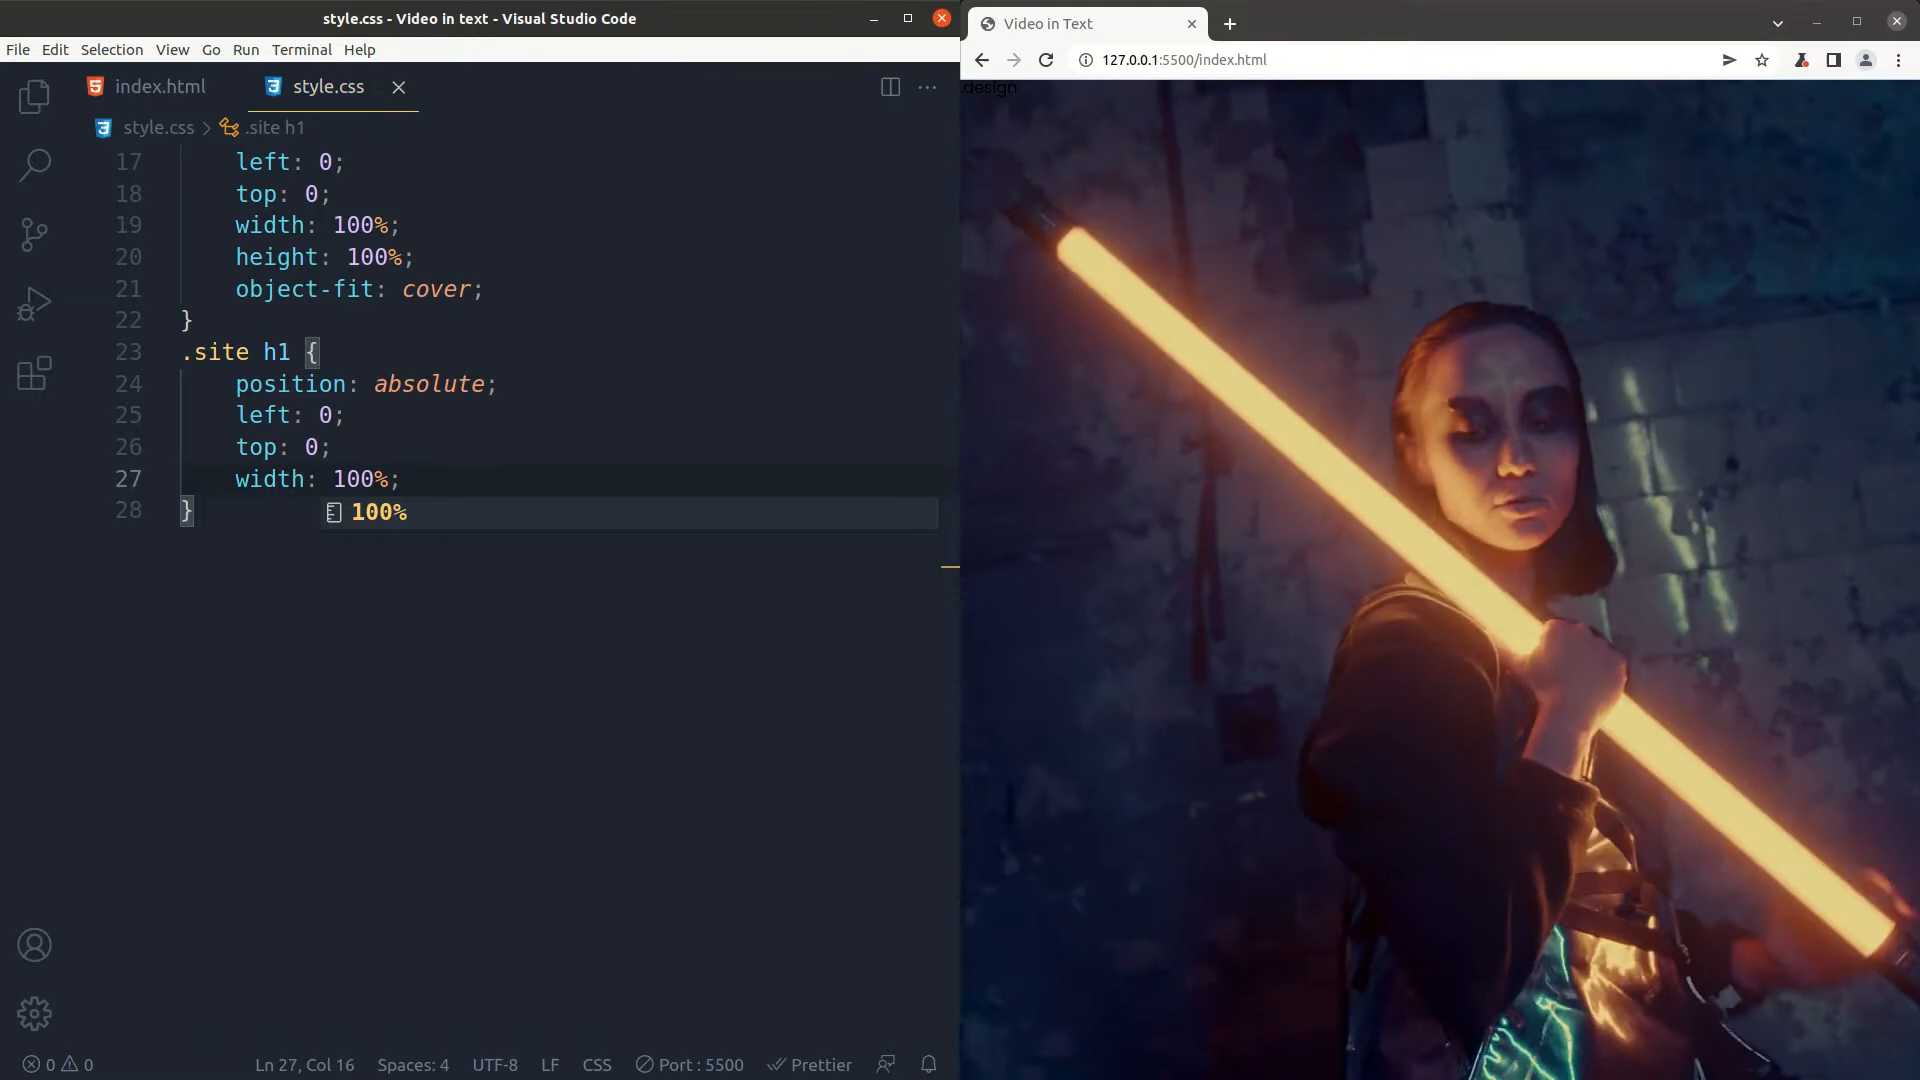 style.css - Video in text - Visual Studio Code
File Edit Selection View Go Run Terminal Help
index.html
style.css
style.css > .site h1
17 left: 0;
18 top: 0;
19 width: 100%;
20 height: 100%;
21 object-fit: cover;
22 }
23 .site h1 {
24 position: absolute;
25 left: 0;
26 top: 0;
27 width: 100%;
28 }
100%
0 0
Ln 27, Col 16
Spaces: 4
UTF-8
LF
CSS
Port : 5500
Prettier
Video in Text
127.0.0.1:5500/index.html
.design